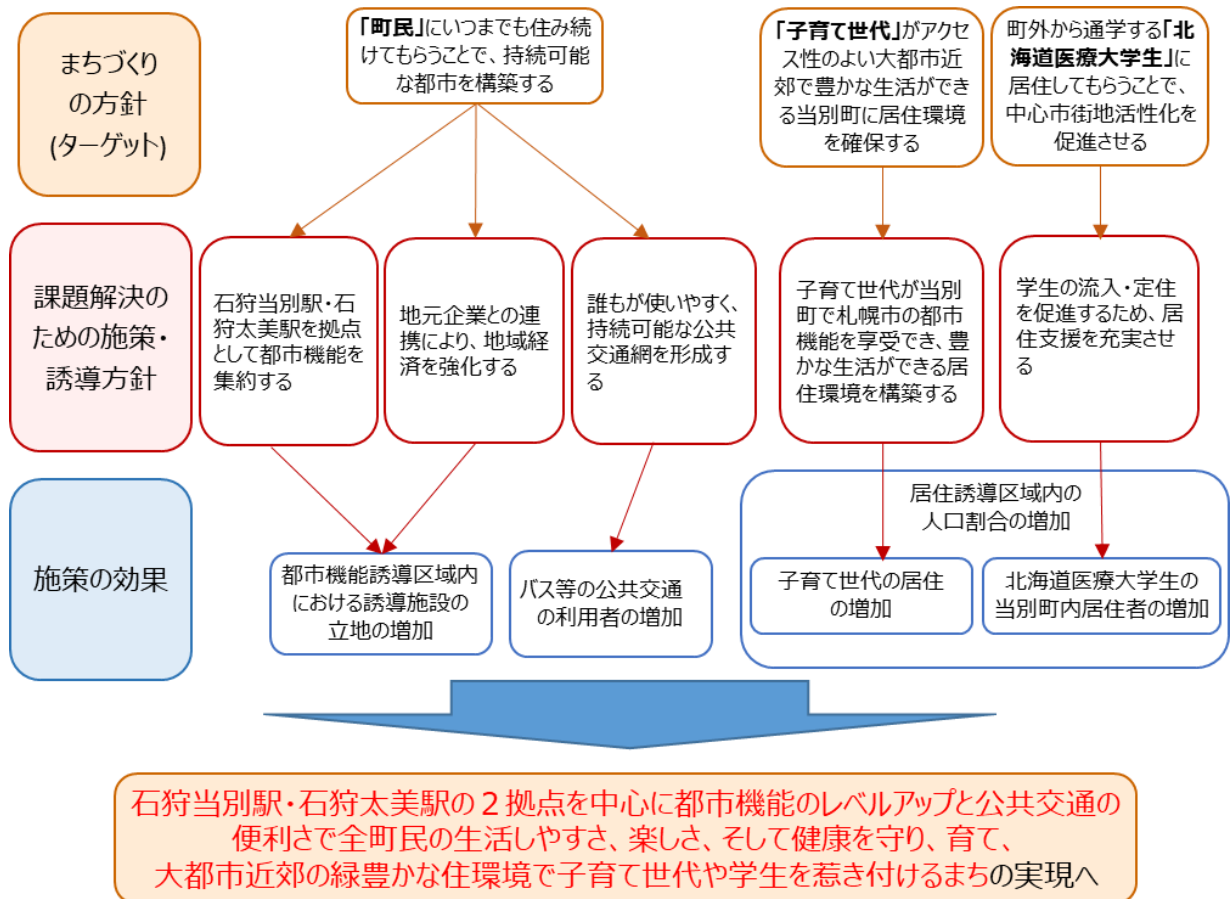 まちづくり
の方針
(ターゲット)
「町民」にいつまでも住み続
けてもらうことで、持続可能
な都市を構築する
「子育て世代」がアクセ
ス性のよい大都市近
郊で豊かな生活ができ
る当別町に居住環境
を確保する
町外から通学する「北
海道医療大学生」に
居住してもらうことで、
中心市街地活性化を
促進させる
課題解決の
ための施策・
誘導方針
石狩当別駅・石
狩太美駅を拠点
として都市機能を
集約する
地元企業との連
携により、地域経
済を強化する
誰もが使いやすく、
持続可能な公共
交通網を形成す
る
子育て世代が当別
町で札幌市の都市
機能を享受でき、豊
かな生活ができる居
住環境を構築する
学生の流入・定住
を促進するため、居
住支援を充実させ
る
施策の効果
都市機能誘導区域内
における誘導施設の
立地の増加
バス等の公共交通
の利用者の増加
居住誘導区域内の
人口割合の増加
子育て世代の居住
の増加
北海道医療大学生の
当別町内居住者の増加
石狩当別駅・石狩太美駅の２拠点を中心に都市機能のレベルアップと公共交通の
便利さで全町民の生活しやすさ、楽しさ、そして健康を守り、育て、
大都市近郊の緑豊かな住環境で子育て世代や学生を惹き付けるまちの実現へ